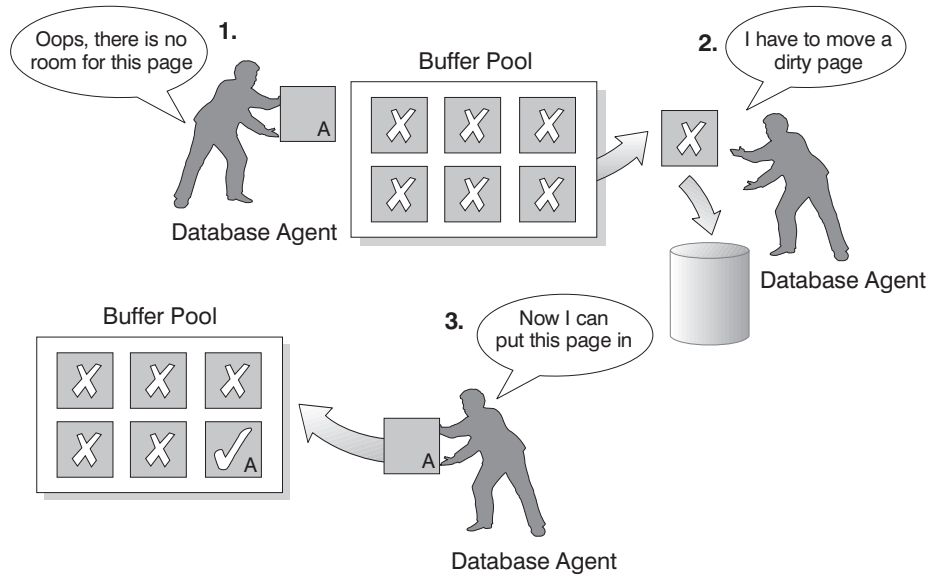 Oops, there is no
room for this page
1.
A
Database Agent
Buffer Pool
2.
I have to move a
dirty page
Database Agent
Buffer Pool
A
3.
Now I can
put this page in
A
Database Agent